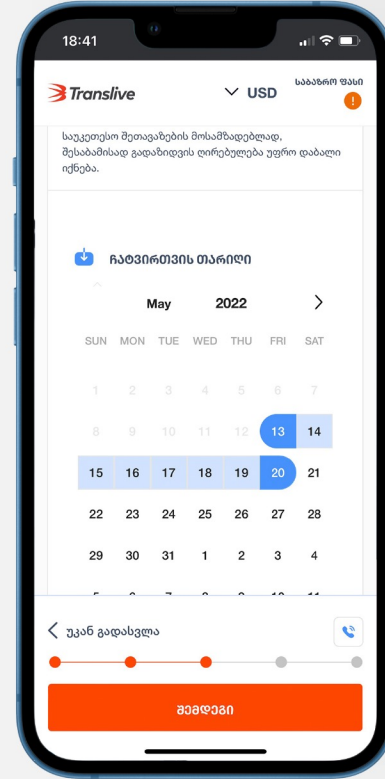 18:41
Translive
USD
ᲡᲐᲑᲐᲖᲠᲝ ᲤᲐᲡᲘ
საუკეთესო შეთავაზების მოსამზადებლად,
შესაბამისად გადაზიდვის ღირებულება უფრო დაბალი
იქნება.
ᲩᲐᲢᲕᲘᲠᲗᲕᲘᲡ ᲗᲐᲠᲘᲦᲘ
May 2022
SUN MON TUE WED THU FRI SAT
1 2 3 4 5 6 7
8 9 10 11 12 13 14
15 16 17 18 19 20 21
22 23 24 25 26 27 28
29 30 31 1 2 3 4
უკან გადასვლა
ᲨᲔᲛᲓᲔᲒᲘ